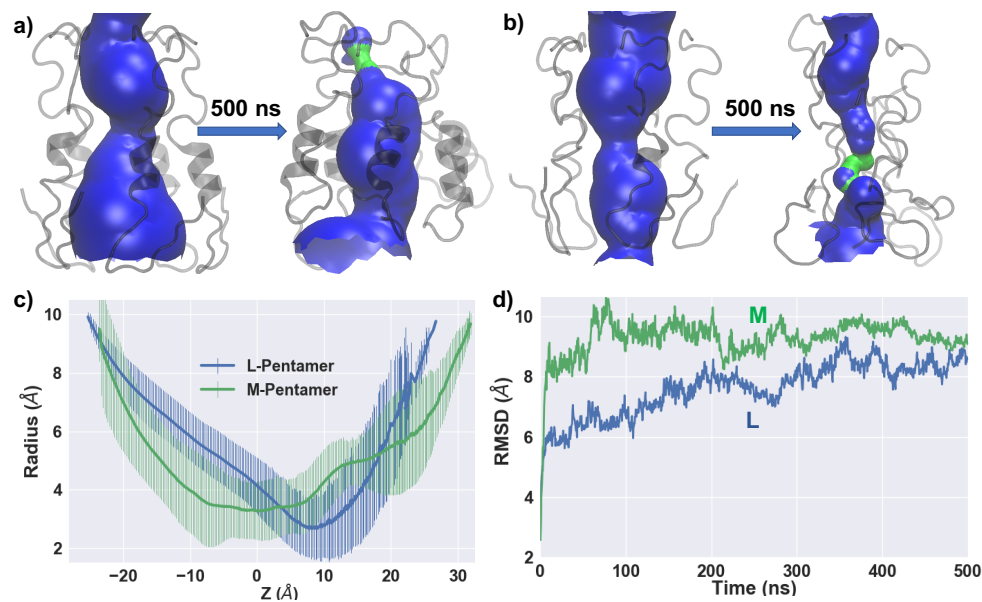 a)
500 ns
b)
500 ns
c)
10
8
6
4
2
Radius (Å)
L-Pentamer
M-Pentamer
−20
−10
0
10
20
30
Z (Å)
d)
10
8
6
4
2
RMSD (Å)
M
L
0
100
200
300
400
500
Time (ns)